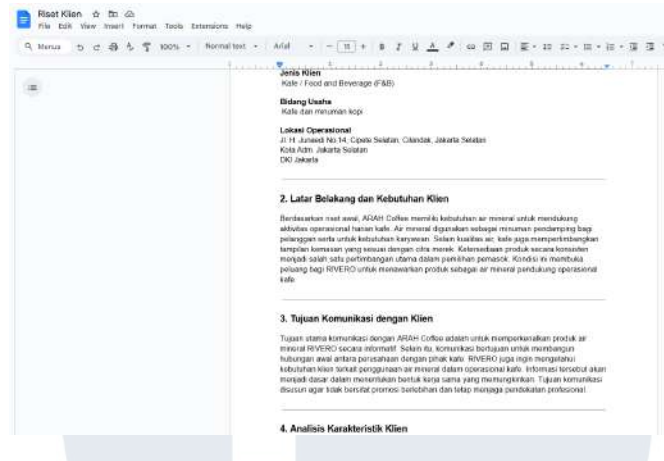 Riset Klien
File Edit View Insert Format Tools Extensions Help
Menus 100% Normal text Arial 11 B I U A
Jenis Klien
Kafe / Food and Beverage (F&B)
Bidang Usaha
Kafe dan minuman kopi
Lokasi Operasional
Jl. H. Junaedi No.14, Cipete Selatan, Cilandak, Jakarta Selatan
Kota Adm. Jakarta Selatan
DKI Jakarta
2. Latar Belakang dan Kebutuhan Klien
Berdasarkan riset awal, ARAH Coffee memiliki kebutuhan air mineral untuk mendukung
aktivitas operasional harian kafe. Air mineral digunakan sebagai minuman pendamping bagi
pelanggan serta untuk kebutuhan karyawan. Selain kualitas air, kafe juga mempertimbangkan
tampilan kemasan yang sesuai dengan citra merek. Ketersediaan produk secara konsisten
menjadi salah satu pertimbangan utama dalam pemilihan pemasok. Kondisi ini membuka
peluang bagi RIVERO untuk menawarkan produk sebagai air mineral pendukung operasional
kafe.
3. Tujuan Komunikasi dengan Klien
Tujuan utama komunikasi dengan ARAH Coffee adalah untuk memperkenalkan produk air
mineral RIVERO secara informatif. Selain itu, komunikasi bertujuan untuk membangun
hubungan awal antara perusahaan dengan pihak kafe. RIVERO juga ingin mengetahui
kebutuhan klien terkait penggunaan air mineral dalam operasional kafe. Informasi tersebut akan
menjadi dasar dalam menentukan bentuk kerja sama yang memungkinkan. Tujuan komunikasi
disusun agar tidak bersifat promosi berlebihan dan tetap menjaga pendekatan profesional.
4. Analisis Karakteristik Klien